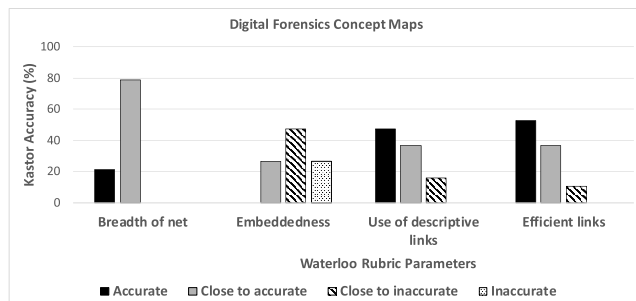 Digital Forensics Concept Maps
100
80
60
40
20
0
Kastor Accuracy (%)
Breadth of net
Embeddedness
Use of descriptive
links
Efficient links
Waterloo Rubric Parameters
Accurate
Close to accurate
Close to inaccurate
Inaccurate